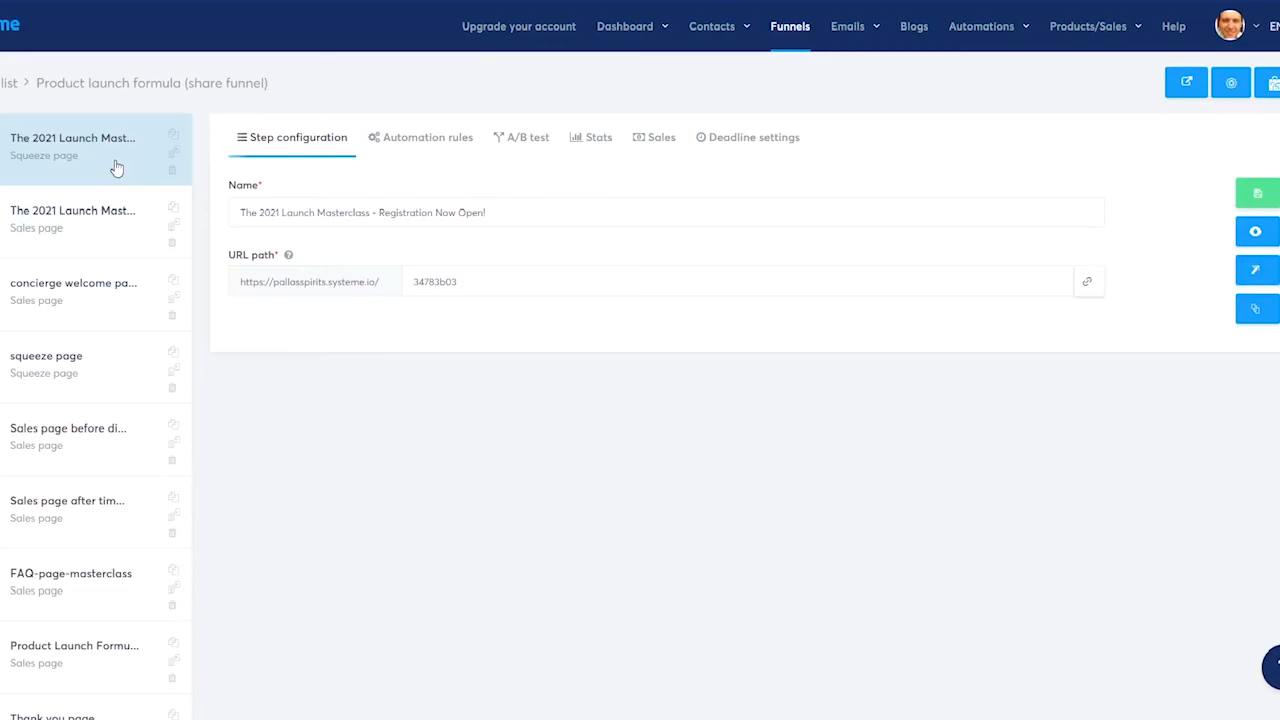 me
Upgrade your account
Dashboard
Contacts
Funnels
Emails
Blogs
Automations
Products/Sales
Help
EN
list > Product launch formula (share funnel)
The 2021 Launch Mast...
Squeeze page
The 2021 Launch Mast...
Sales page
concierge welcome pa...
Sales page
squeeze page
Squeeze page
Sales page before di...
Sales page
Sales page after tim...
Sales page
FAQ-page-masterclass
Sales page
Product Launch Formu...
Sales page
Thank you page
Step configuration
Automation rules
A/B test
Stats
Sales
Deadline settings
Name*
The 2021 Launch Masterclass - Registration Now Open!
URL path* ?
https://pallasspirits.systeme.io/ 34783b03